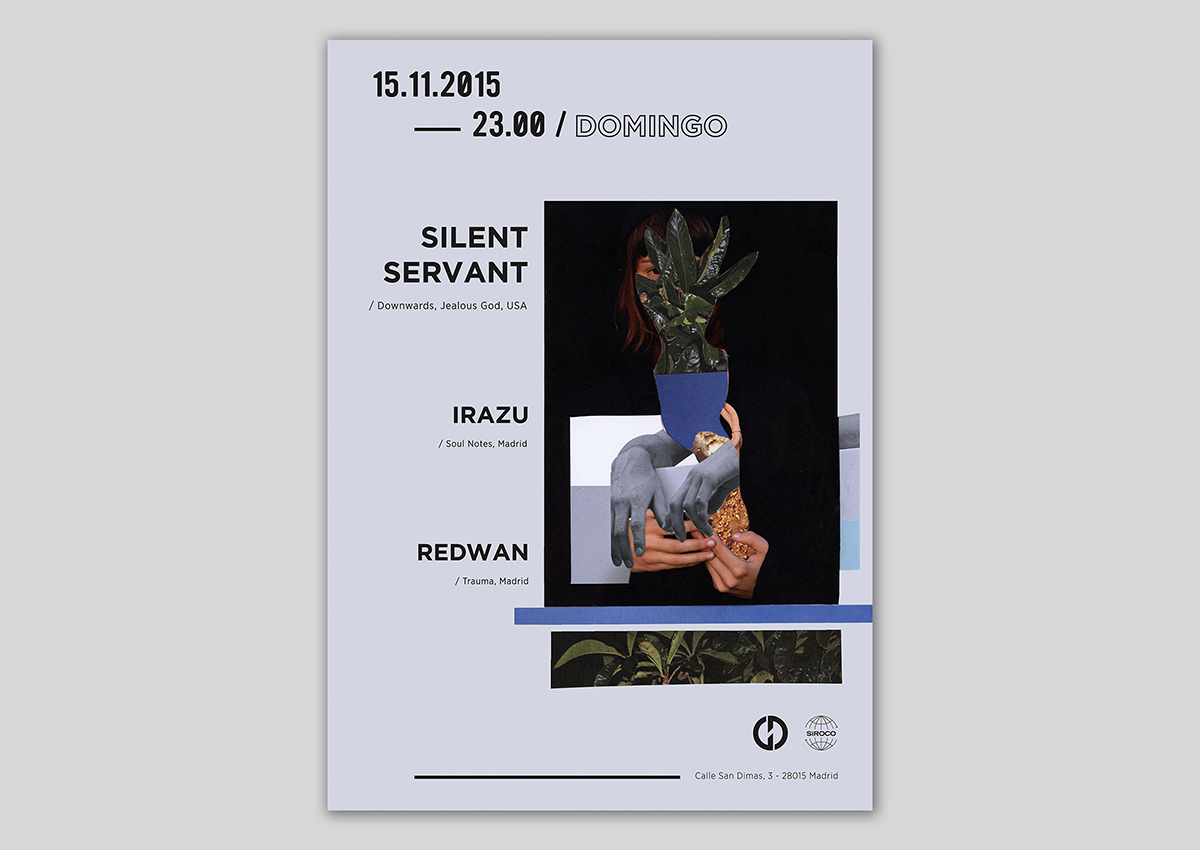 15.11.2015
23.00 / DOMINGO
SILENT
SERVANT
/ Downwards, Jealous God, USA
IRAZU
/ Soul Notes, Madrid
REDWAN
/ Trauma, Madrid
SIROCO
Calle San Dimas, 3 - 28015 Madrid